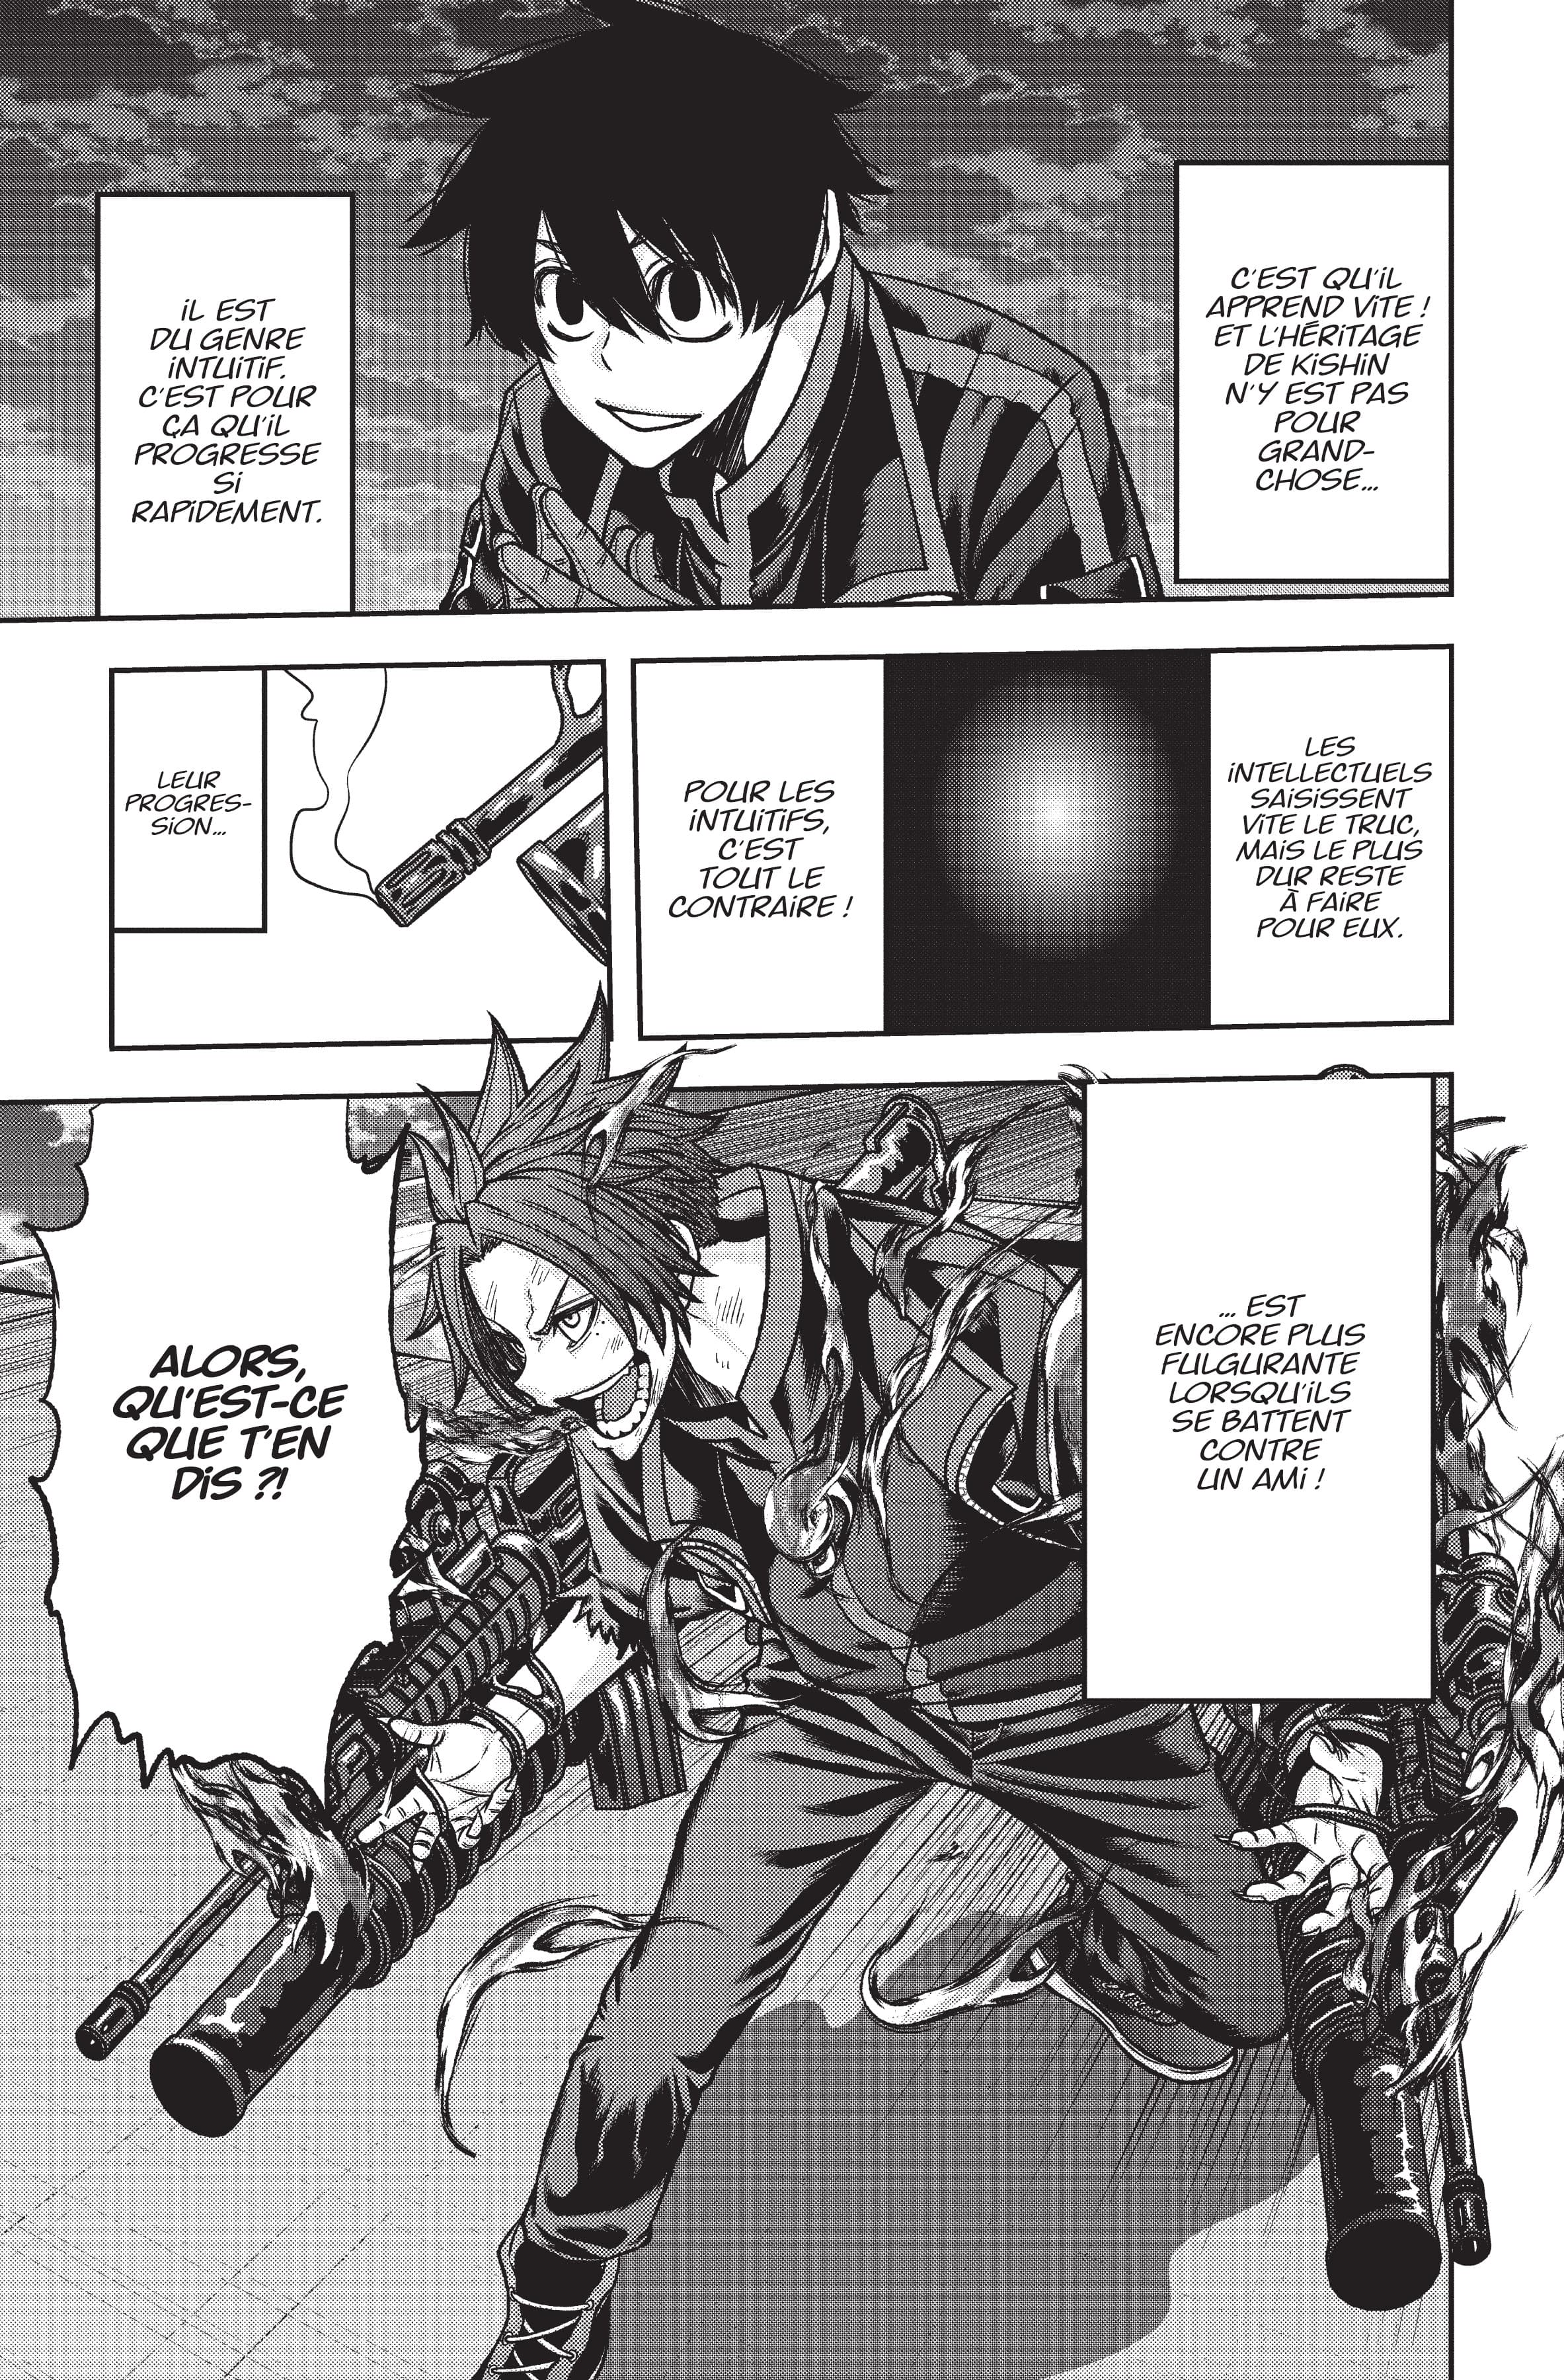 C'EST QU'IL
APPREND VITE !
ET L'HÉRITAGE
DE KISHIN
N'Y EST PAS
POUR
GRAND-
CHOSE...
IL EST
DU GENRE
INTUITIF.
C'EST POUR
ÇA QU'IL
PROGRESSE
SI
RAPIDEMENT.
LES
INTELLECTUELS
SAISISSENT
VITE LE TRUC,
MAIS LE PLUS
DUR RESTE
À FAIRE
POUR EUX.
POUR LES
INTUITIFS,
C'EST
TOUT LE
CONTRAIRE !
LEUR
PROGRES-
SION...
... EST
ENCORE PLUS
FULGURANTE
LORSQU'ILS
SE BATTENT
CONTRE
UN AMI !
ALORS,
QU'EST-CE
QUE T'EN
DIS ?!